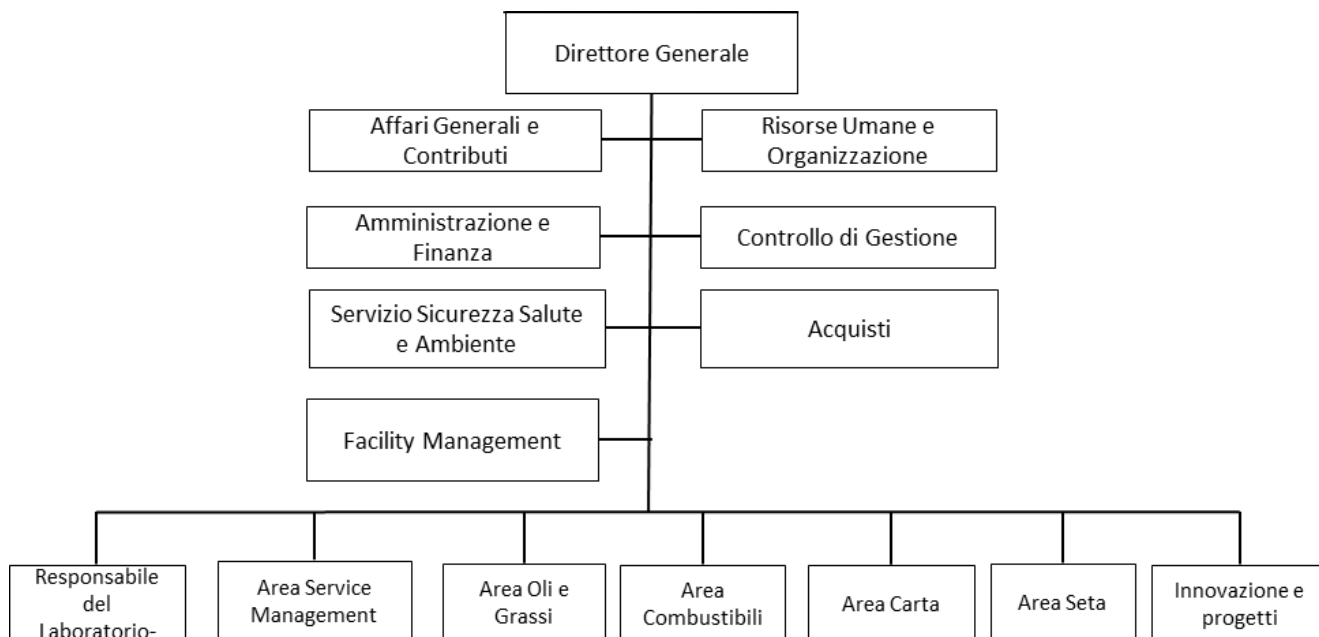 Direttore Generale
Affari Generali e
Contributi
Risorse Umane e
Organizzazione
Amministrazione e
Finanza
Controllo di Gestione
Servizio Sicurezza Salute
e Ambiente
Acquisti
Facility Management
Responsabile
del
Laboratorio-
Area Service
Management
Area Oli e
Grassi
Area
Combustibili
Area Carta
Area Seta
Innovazione e
progetti